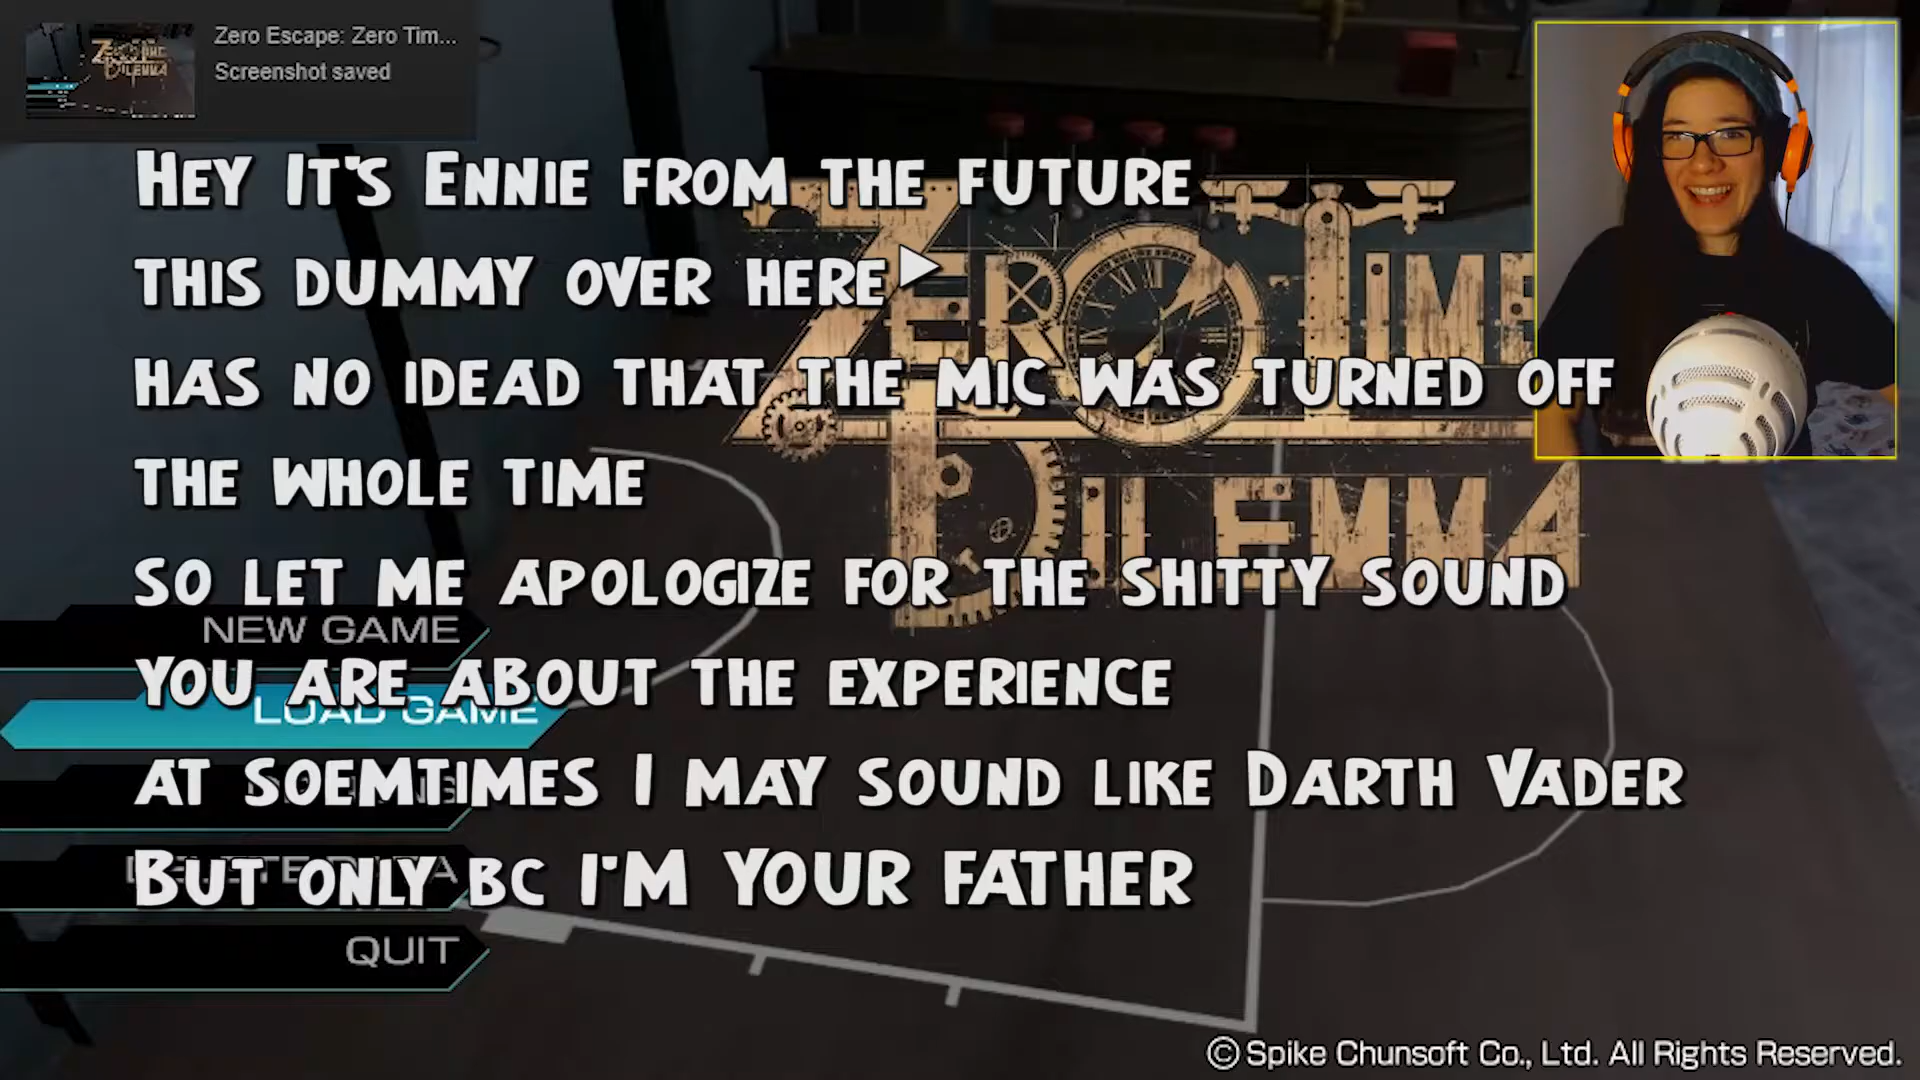 Zero Escape: Zero Tim...
Screenshot saved
HEY IT'S ENNIE FROM THE FUTURE
THIS DUMMY OVER HERE
HAS NO IDEAD THAT THE MIC WAS TURNED OFF
THE WHOLE TIME
SO LET ME APOLOGIZE FOR THE SHITTY SOUND
YOU ARE ABOUT THE EXPERIENCE
AT SOEMTIMES I MAY SOUND LIKE DARTH VADER
BUT ONLY BC I'M YOUR FATHER
ZERO TIME
DILEMMA
NEW GAME
LOAD GAME
QUIT
© Spike Chunsoft Co., Ltd. All Rights Reserved.